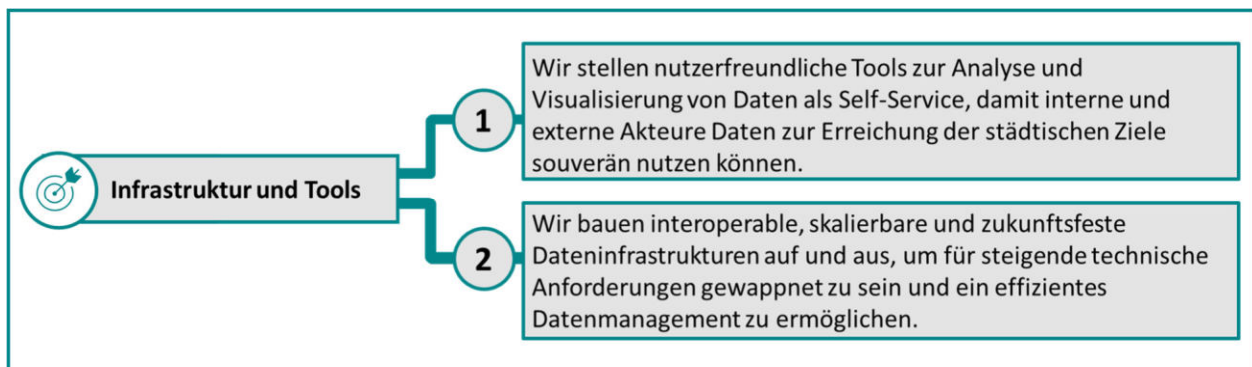 Infrastruktur und Tools
1
Wir stellen nutzerfreundliche Tools zur Analyse und
Visualisierung von Daten als Self-Service, damit interne und
externe Akteure Daten zur Erreichung der städtischen Ziele
souverän nutzen können.
2
Wir bauen interoperable, skalierbare und zukunftsfeste
Dateninfrastrukturen auf und aus, um für steigende technische
Anforderungen gewappnet zu sein und ein effizientes
Datenmanagement zu ermöglichen.